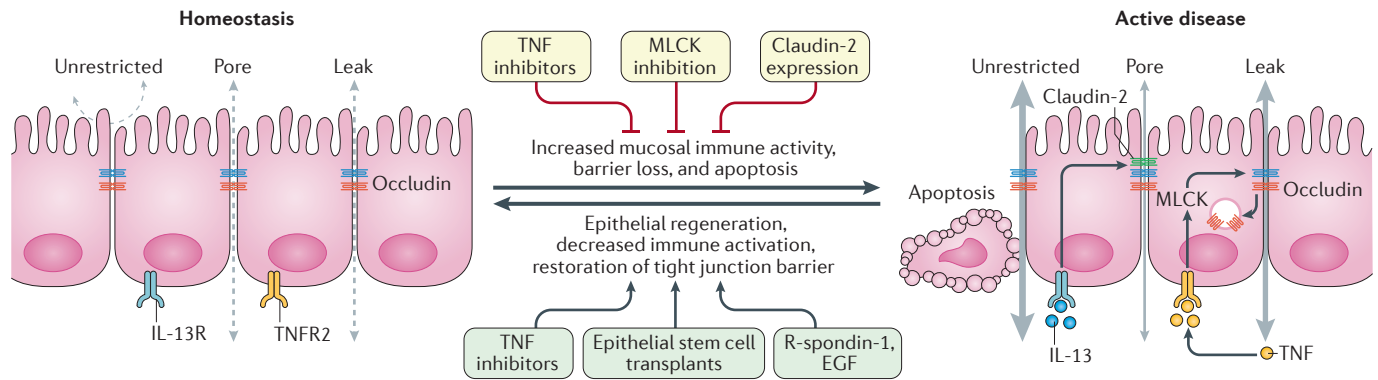 Homeostasis
Unrestricted
Pore
Leak
Occludin
IL-13R
TNFR2
TNF
inhibitors
MLCK
inhibition
Claudin-2
expression
Increased mucosal immune activity,
barrier loss, and apoptosis
Epithelial regeneration,
decreased immune activation,
restoration of tight junction barrier
TNF
inhibitors
Epithelial stem cell
transplants
R-spondin-1,
EGF
Active disease
Unrestricted
Pore
Leak
Claudin-2
Apoptosis
MLCK
Occludin
IL-13
TNF